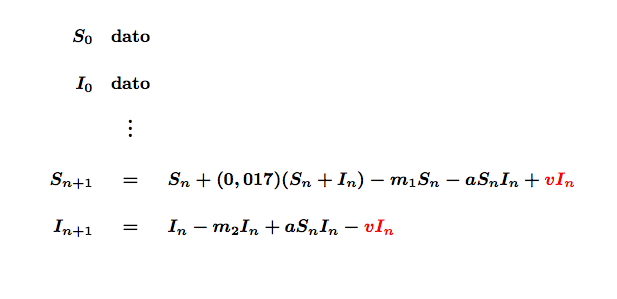 S₀ dato
I₀ dato
⋮
Sₙ₊₁ = Sₙ + (0, 017)(Sₙ + Iₙ) − m₁Sₙ − aSₙIₙ + vIₙ
Iₙ₊₁ = Iₙ − m₂Iₙ + aSₙIₙ − vIₙ